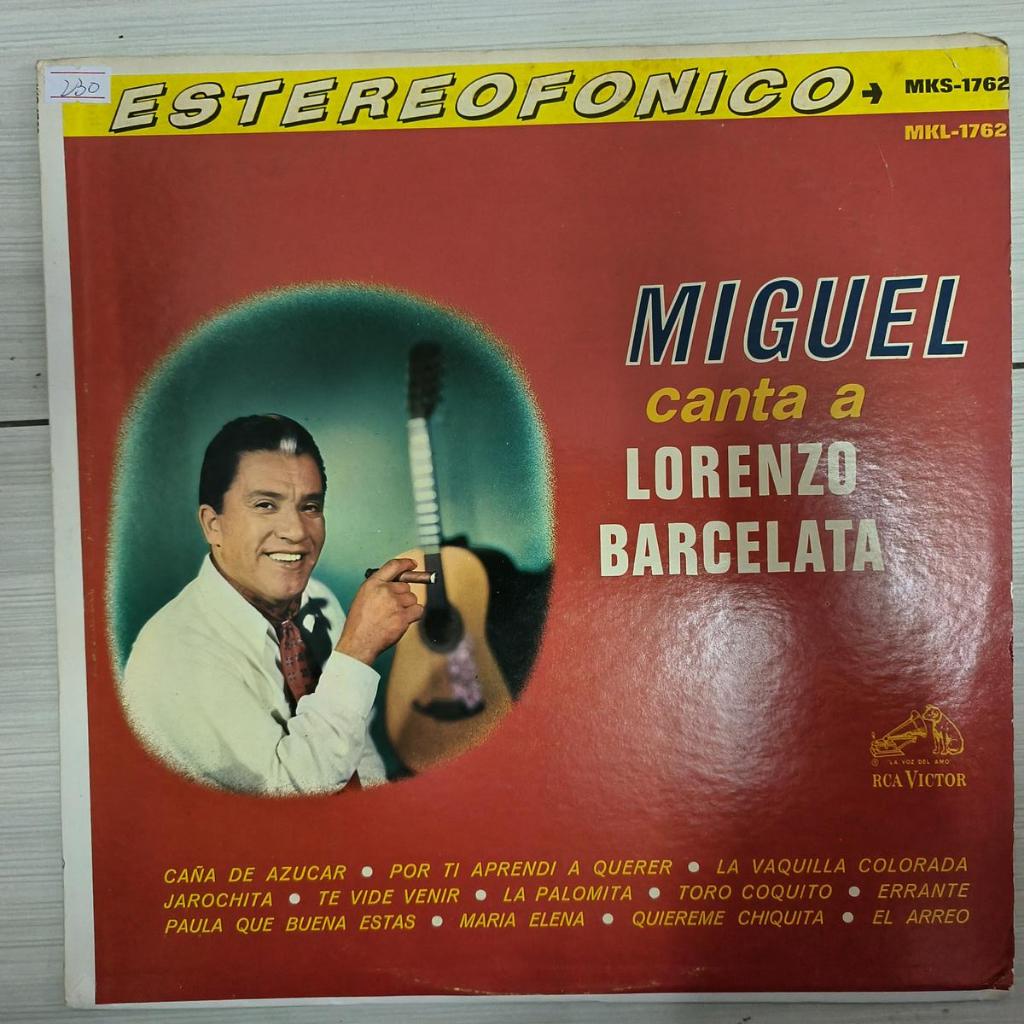 230
ESTEREOFONICO → MKS-1762
MKL-1762
MIGUEL
canta a
LORENZO
BARCELATA
® "LA VOZ DEL AMO"
RCA VICTOR
CAÑA DE AZUCAR • POR TI APRENDI A QUERER • LA VAQUILLA COLORADA
JAROCHITA • TE VIDE VENIR • LA PALOMITA • TORO COQUITO • ERRANTE
PAULA QUE BUENA ESTAS • MARIA ELENA • QUIEREME CHIQUITA • EL ARREO